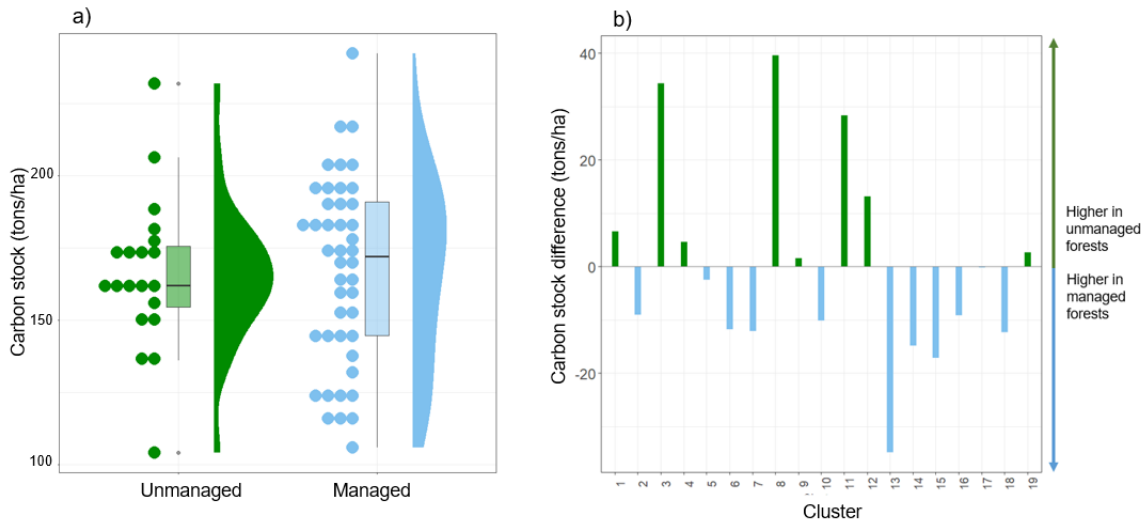 a)
Carbon stock (tons/ha)
200
150
100
Unmanaged
Managed
b)
Carbon stock difference (tons/ha)
40
20
0
-20
1 2 3 4 5 6 7 8 9 10 11 12 13 14 15 16 17 18 19
Cluster
Higher in
unmanaged
forests
Higher in
managed
forests